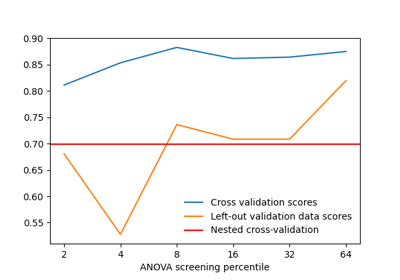 0.90
0.85
0.80
0.75
0.70
0.65
0.60
0.55
Cross validation scores
Left-out validation data scores
Nested cross-validation
2 4 8 16 32 64
ANOVA screening percentile